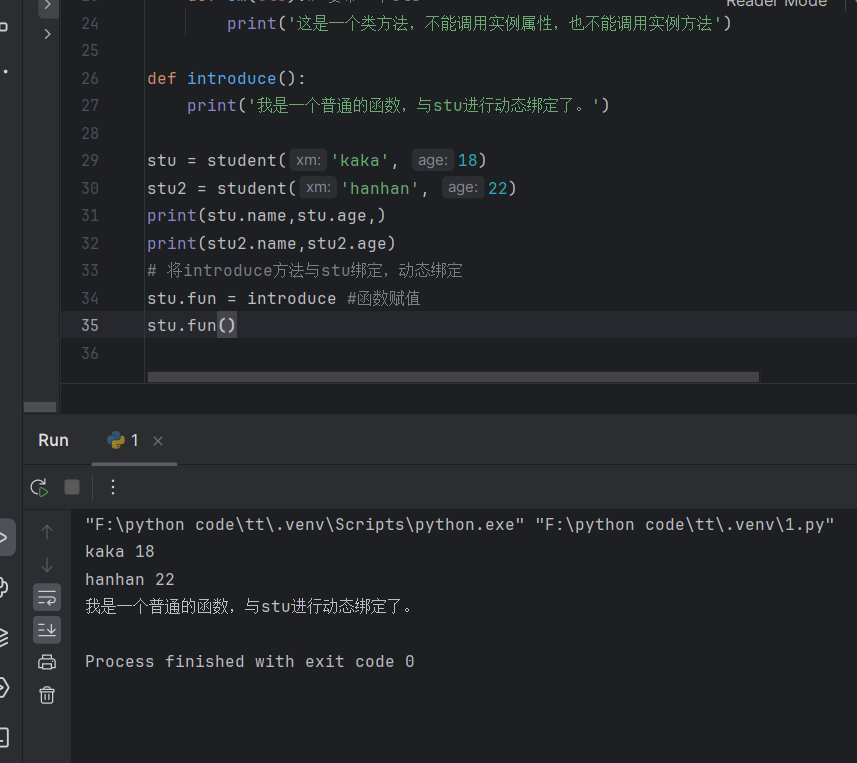 Reader Mode
24 print('这是一个类方法，不能调用实例属性，也不能调用实例方法')
25
26 def introduce():
27 print('我是一个普通的函数，与stu进行动态绑定了。')
28
29 stu = student( xm: 'kaka', age: 18)
30 stu2 = student( xm: 'hanhan', age: 22)
31 print(stu.name,stu.age,)
32 print(stu2.name,stu2.age)
33 # 将introduce方法与stu绑定，动态绑定
34 stu.fun = introduce #函数赋值
35 stu.fun()
36
Run 1
"F:\python code\tt\.venv\Scripts\python.exe" "F:\python code\tt\.venv\1.py"
kaka 18
hanhan 22
我是一个普通的函数，与stu进行动态绑定了。
Process finished with exit code 0